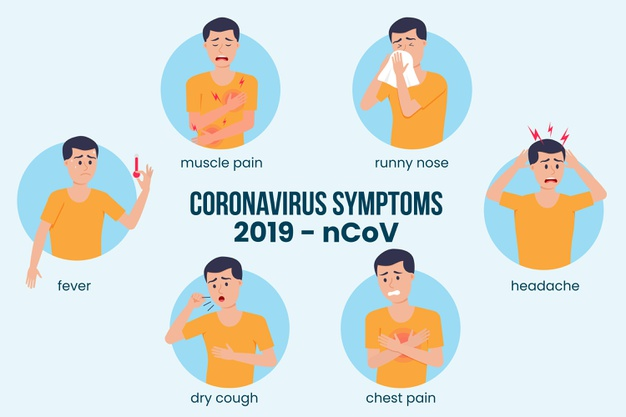 muscle pain
runny nose
CORONAVIRUS SYMPTOMS
2019 - nCoV
fever
headache
dry cough
chest pain